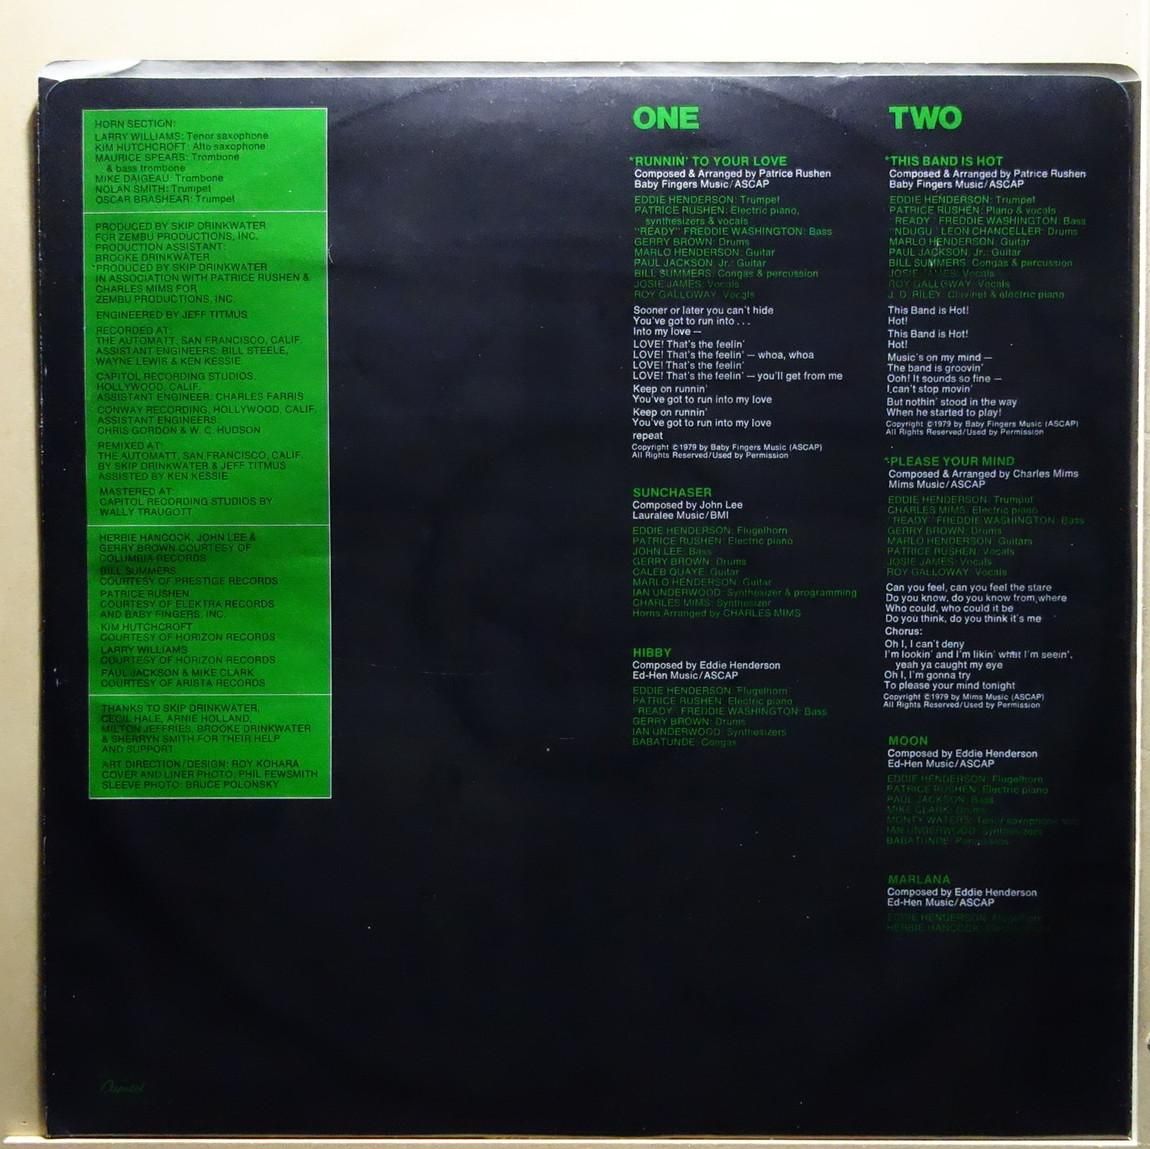 HORN SECTION:
LARRY WILLIAMS: Tenor saxophone
KIM HUTCHCROFT: Alto saxophone
MAURICE SPEARS: Trombone
& bass trombone
MIKE DAIGEAU: Trombone
NOLAN SMITH: Trumpet
OSCAR BRASHEAR: Trumpet
PRODUCED BY SKIP DRINKWATER
FOR ZEMBU PRODUCTIONS, INC.
PRODUCTION ASSISTANT:
BROOKE DRINKWATER
*PRODUCED BY SKIP DRINKWATER
IN ASSOCIATION WITH PATRICE RUSHEN &
CHARLES MIMS FOR
ZEMBU PRODUCTIONS, INC.
ENGINEERED BY JEFF TITMUS
RECORDED AT:
THE AUTOMATT, SAN FRANCISCO, CALIF.
ASSISTANT ENGINEERS: BILL STEELE,
WAYNE LEWIS & KEN KESSIE
CAPITOL RECORDING STUDIOS,
HOLLYWOOD, CALIF.
ASSISTANT ENGINEER: CHARLES FARRIS
CONWAY RECORDING, HOLLYWOOD, CALIF.
ASSISTANT ENGINEERS:
CHRIS GORDON & W. C. HUDSON
REMIXED AT:
THE AUTOMATT, SAN FRANCISCO, CALIF.
BY SKIP DRINKWATER & JEFF TITMUS
ASSISTED BY KEN KESSIE
MASTERED AT:
CAPITOL RECORDING STUDIOS BY
WALLY TRAUGOTT
HERBIE HANCOCK, JOHN LEE &
GERRY BROWN COURTESY OF
COLUMBIA RECORDS
BILL SUMMERS
COURTESY OF PRESTIGE RECORDS
PATRICE RUSHEN
COURTESY OF ELEKTRA RECORDS
AND BABY FINGERS, INC.
KIM HUTCHCROFT
COURTESY OF HORIZON RECORDS
LARRY WILLIAMS
COURTESY OF HORIZON RECORDS
PAUL JACKSON & MIKE CLARK
COURTESY OF ARISTA RECORDS
THANKS TO SKIP DRINKWATER,
CECIL HALE, ARNIE HOLLAND,
MILTON JEFFRIES, BROOKE DRINKWATER
& SHERRYN SMITH FOR THEIR HELP
AND SUPPORT
ART DIRECTION/DESIGN: ROY KOHARA
COVER AND LINER PHOTO: PHIL FEWSMITH
SLEEVE PHOTO: BRUCE POLONSKY
Capitol
ONE
*RUNNIN' TO YOUR LOVE
Composed & Arranged by Patrice Rushen
Baby Fingers Music/ASCAP
EDDIE HENDERSON: Trumpet
PATRICE RUSHEN: Electric piano,
synthesizers & vocals
"READY" FREDDIE WASHINGTON: Bass
GERRY BROWN: Drums
MARLO HENDERSON: Guitar
PAUL JACKSON, Jr.: Guitar
BILL SUMMERS: Congas & percussion
JOSIE JAMES: Vocals
ROY GALLOWAY: Vocals
Sooner or later you can't hide
You've got to run into . . .
Into my love —
LOVE! That's the feelin'
LOVE! That's the feelin' — whoa, whoa
LOVE! That's the feelin'
LOVE! That's the feelin' — you'll get from me
Keep on runnin'
You've got to run into my love
Keep on runnin'
You've got to run into my love
repeat
Copyright ©1979 by Baby Fingers Music (ASCAP)
All Rights Reserved/Used by Permission
SUNCHASER
Composed by John Lee
Lauralee Music/BMI
EDDIE HENDERSON: Flugelhorn
PATRICE RUSHEN: Electric piano
JOHN LEE: Bass
GERRY BROWN: Drums
CALEB QUAYE: Guitar
MARLO HENDERSON: Guitar
IAN UNDERWOOD: Synthesizer & programming
CHARLES MIMS: Synthesizer
Horns Arranged by CHARLES MIMS
HIBBY
Composed by Eddie Henderson
Ed-Hen Music/ASCAP
EDDIE HENDERSON: Flugelhorn
PATRICE RUSHEN: Electric piano
"READY" FREDDIE WASHINGTON: Bass
GERRY BROWN: Drums
IAN UNDERWOOD: Synthesizers
BABATUNDE: Congas
TWO
*THIS BAND IS HOT
Composed & Arranged by Patrice Rushen
Baby Fingers Music/ASCAP
EDDIE HENDERSON: Trumpet
PATRICE RUSHEN: Piano & vocals
"READY" FREDDIE WASHINGTON: Bass
"NDUGU" LEON CHANCELLER: Drums
MARLO HENDERSON: Guitar
PAUL JACKSON, Jr.: Guitar
BILL SUMMERS: Congas & percussion
JOSIE JAMES: Vocals
ROY GALLOWAY: Vocals
J. D. RILEY: Clavinet & electric piano
This Band is Hot!
Hot!
This Band is Hot!
Hot!
Music's on my mind —
The band is groovin'
Ooh! It sounds so fine —
I can't stop movin'
But nothin' stood in the way
When he started to play!
Copyright ©1979 by Baby Fingers Music (ASCAP)
All Rights Reserved/Used by Permission
*PLEASE YOUR MIND
Composed & Arranged by Charles Mims
Mims Music/ASCAP
EDDIE HENDERSON: Trumpet
CHARLES MIMS: Electric piano
"READY" FREDDIE WASHINGTON: Bass
GERRY BROWN: Drums
MARLO HENDERSON: Guitars
PATRICE RUSHEN: Vocals
JOSIE JAMES: Vocals
ROY GALLOWAY: Vocals
Can you feel, can you feel the stare
Do you know, do you know from where
Who could, who could it be
Do you think, do you think it's me
Chorus:
Oh I, I can't deny
I'm lookin' and I'm likin' what I'm seein',
yeah ya caught my eye
Oh I, I'm gonna try
To please your mind tonight
Copyright ©1979 by Mims Music (ASCAP)
All Rights Reserved/Used by Permission
MOON
Composed by Eddie Henderson
Ed-Hen Music/ASCAP
EDDIE HENDERSON: Flugelhorn
PATRICE RUSHEN: Electric piano
PAUL JACKSON: Bass
MIKE CLARK: Drums
MONTY WATERS: Tenor saxophone
IAN UNDERWOOD: Synthesizers
BABATUNDE: Percussion
MARLANA
Composed by Eddie Henderson
Ed-Hen Music/ASCAP
EDDIE HENDERSON: Flugelhorn
HERBIE HANCOCK: